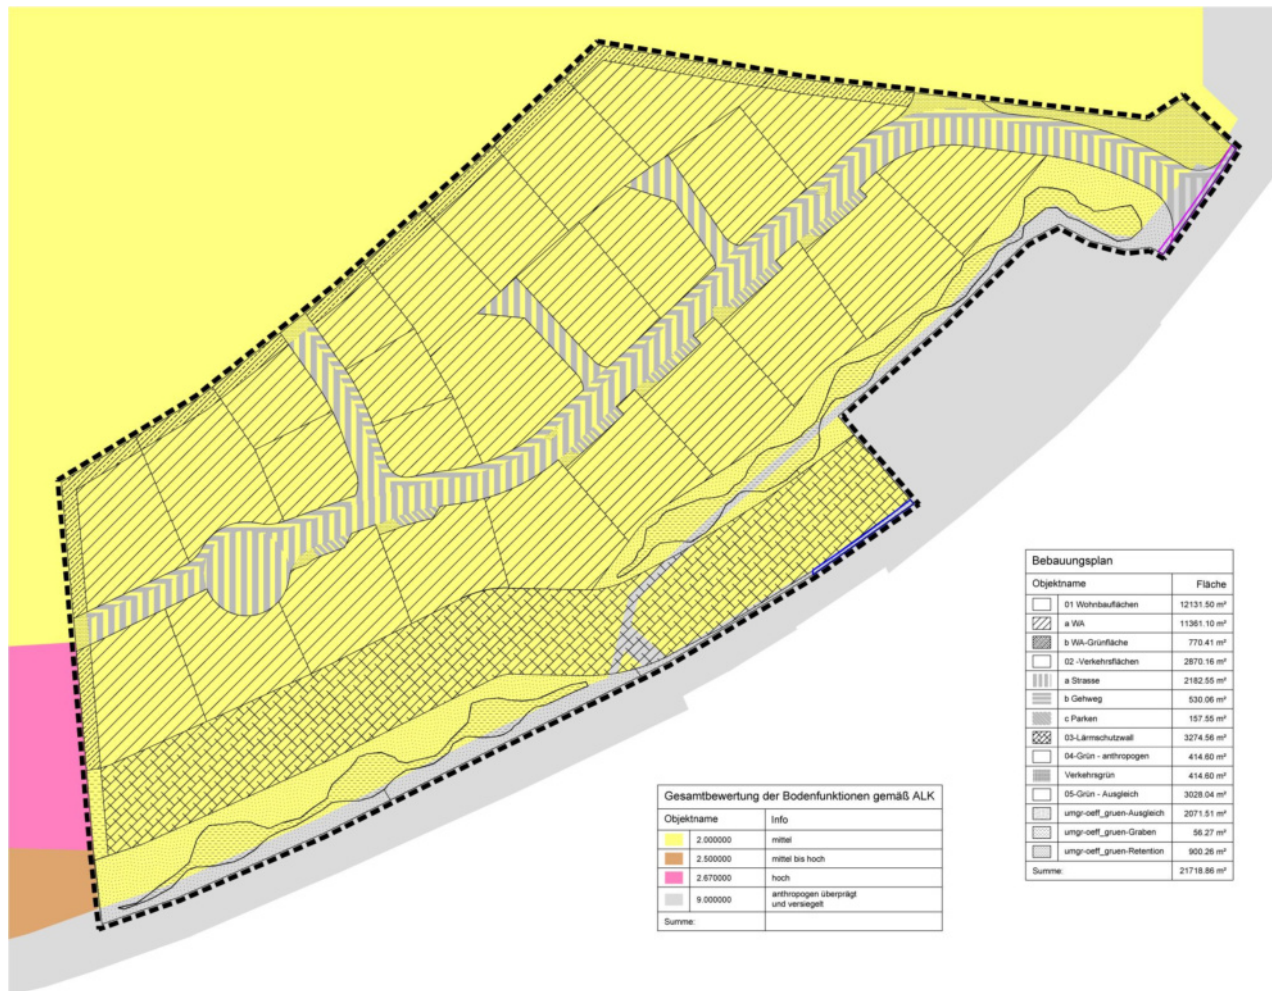 Bebauungsplan
Objektname Fläche
01 Wohnbauflächen 12131.50 m²
a WA 11361.10 m²
b WA-Grünfläche 770.41 m²
02 -Verkehrsflächen 2870.16 m²
a Strasse 2182.55 m²
b Gehweg 530.06 m²
c Parken 157.55 m²
03-Lärmschutzwall 3274.56 m²
04-Grün - anthropogen 414.60 m²
Verkehrsgrün 414.60 m²
05-Grün - Ausgleich 3028.04 m²
umgr-oeff_gruen-Ausgleich 2071.51 m²
umgr-oeff_gruen-Graben 56.27 m²
umgr-oeff_gruen-Retention 900.26 m²
Summe: 21718.86 m²
Gesamtbewertung der Bodenfunktionen gemäß ALK
Objektname Info
2.000000 mittel
2.500000 mittel bis hoch
2.670000 hoch
9.000000 anthropogen überprägt
und versiegelt
Summe: